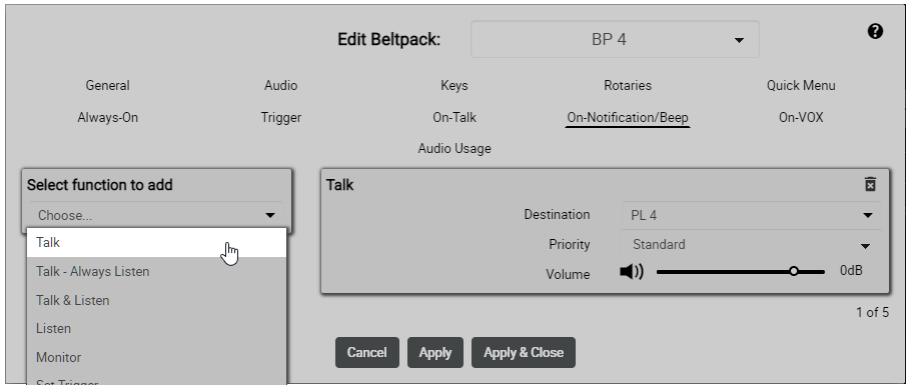 Edit Beltpack: BP 4
General Audio Keys Rotaries Quick Menu
Always-On Trigger On-Talk On-Notification/Beep On-VOX
Audio Usage
Select function to add
Choose...
Talk
Talk - Always Listen
Talk & Listen
Listen
Monitor
Set Trigger
Talk
Destination PL 4
Priority Standard
Volume 0dB
1 of 5
Cancel Apply Apply & Close